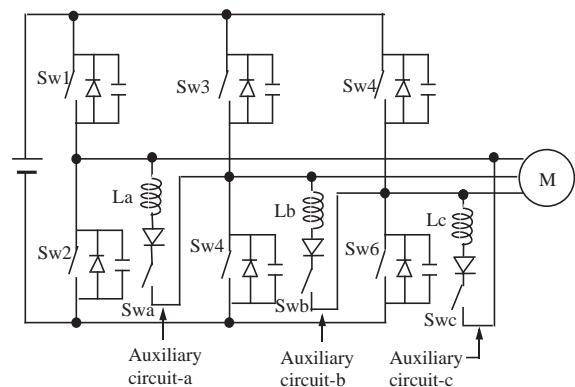 Sw1
Sw3
Sw4
La
Lb
Lc
M
Sw2
Sw4
Sw6
Swa
Swb
Swc
Auxiliary
circuit-a
Auxiliary
circuit-b
Auxiliary
circuit-c